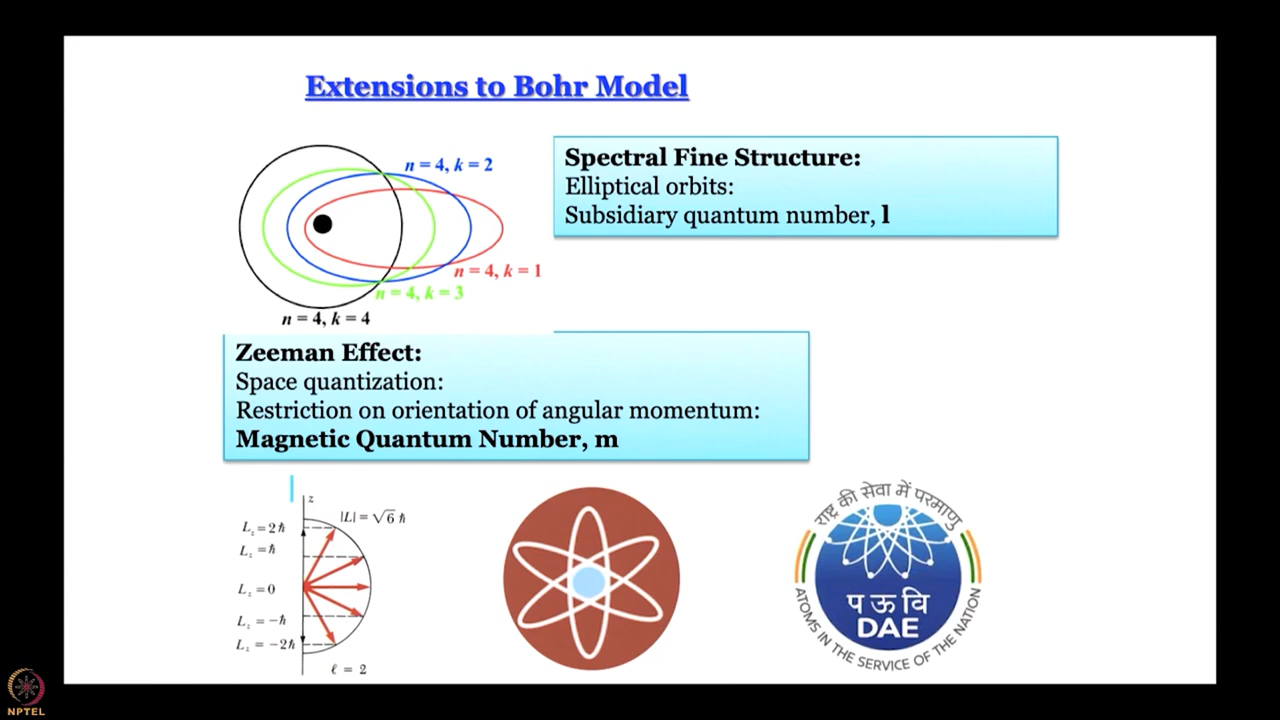 Extensions to Bohr Model
n = 4, k = 2
n = 4, k = 1
n = 4, k = 3
n = 4, k = 4
Spectral Fine Structure:
Elliptical orbits:
Subsidiary quantum number, l
Zeeman Effect:
Space quantization:
Restriction on orientation of angular momentum:
Magnetic Quantum Number, m
z
|L| = √6 ħ
L_z = 2ħ
L_z = ħ
L_z = 0
L_z = −ħ
L_z = −2ħ
ℓ = 2
राष्ट्र की सेवा में परमाणु
प ऊ वि
DAE
ATOMS IN THE SERVICE OF THE NATION
NPTEL